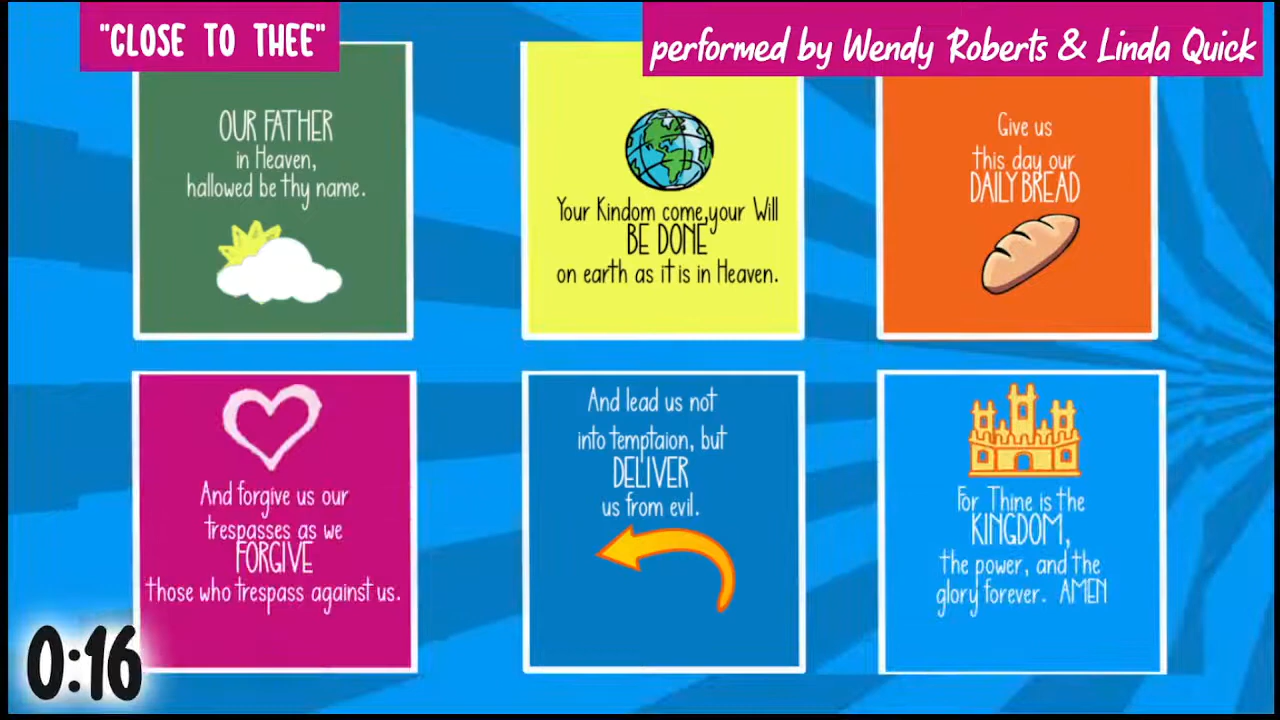 "CLOSE TO THEE"
performed by Wendy Roberts & Linda Quick
OUR FATHER
in Heaven,
hallowed be thy name.
Your Kindom come,your Will
BE DONE
on earth as it is in Heaven.
Give us
this day our
DAILY BREAD
And forgive us our
trespasses as we
FORGIVE
those who trespass against us.
And lead us not
into temptaion, but
DELIVER
us from evil.
For Thine is the
KINGDOM,
the power, and the
glory forever. AMEN
0:16